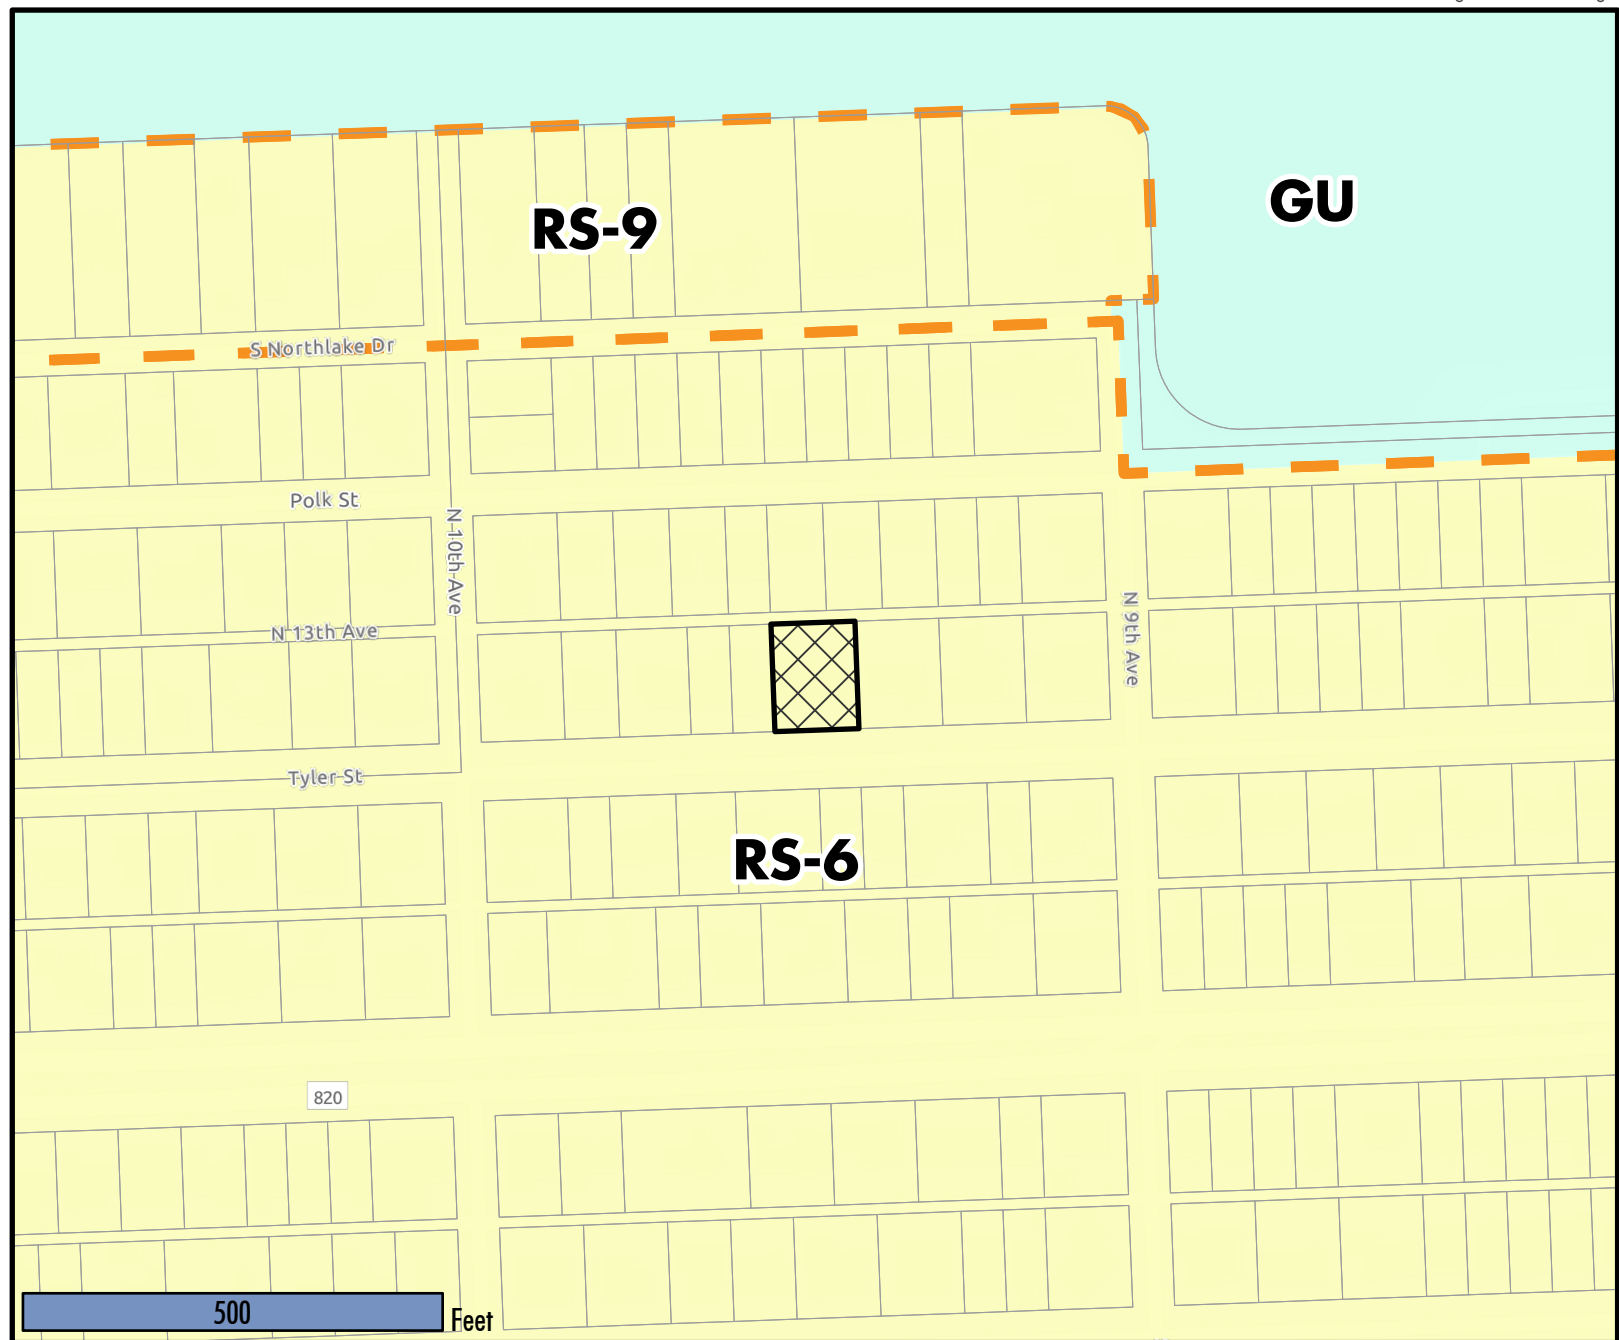 GU
RS-9
S Northlake Dr
Polk St
N 10th Ave
N 9th Ave
N 13th Ave
Tyler St
RS-6
820
500
Feet